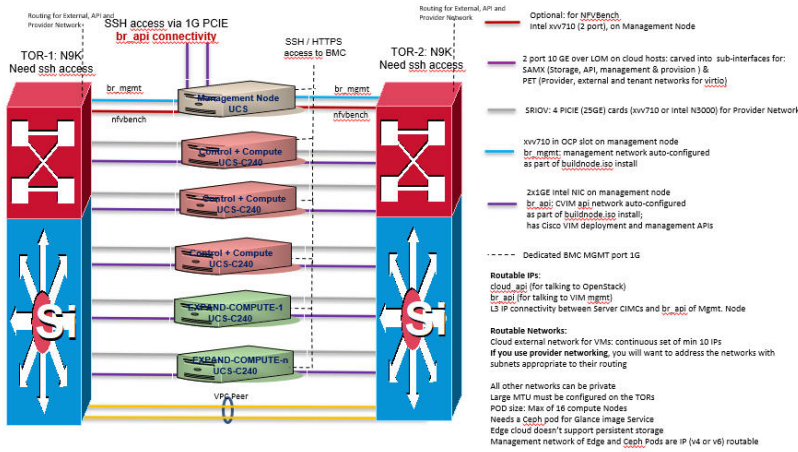 Routing for External, API and
Provider Network
SSH access via 1G PCIE
br_api connectivity
SSH / HTTPS
access to BMC
Routing for External, API and
Provider Network
TOR-1: N9K
Need ssh access
TOR-2: N9K
Need ssh access
br_mgmt
nfvbench
Management Node
UCS
br_mgmt
nfvbench
Control + Compute
UCS-C240
Control + Compute
UCS-C240
Control + Compute
UCS-C240
EXPAND-COMPUTE-1
UCS-C240
EXPAND-COMPUTE-n
UCS-C240
Si
Si
VPC Peer
Optional: for NFVBench
Intel xvv710 (2 port), on Management Node
2 port 10 GE over LOM on cloud hosts: carved into sub-interfaces for:
SAMX (Storage, API, management & provision ) &
PET (Provider, external and tenant networks for virtio)
SRIOV: 4 PICIE (25GE) cards (xvv710 or Intel N3000) for Provider Network
xvv710 in OCP slot on management node
br_mgmt: management network auto-configured
as part of buildnode.iso install
2x1GE Intel NIC on management node
br_api: CVIM api network auto-configured
as part of buildnode.iso install;
has Cisco VIM deployment and management APIs
Dedicated BMC MGMT port 1G
Routable IPs:
cloud_api (for talking to OpenStack)
br_api (for talking to VIM mgmt)
L3 IP connectivity between Server CIMCs and br_api of Mgmt. Node
Routable Networks:
Cloud external network for VMs: continuous set of min 10 IPs
If you use provider networking, you will want to address the networks with
subnets appropriate to their routing
All other networks can be private
Large MTU must be configured on the TORs
POD size: Max of 16 compute Nodes
Needs a Ceph pod for Glance image Service
Edge cloud doesn't support persistent storage
Management network of Edge and Ceph Pods are IP (v4 or v6) routable